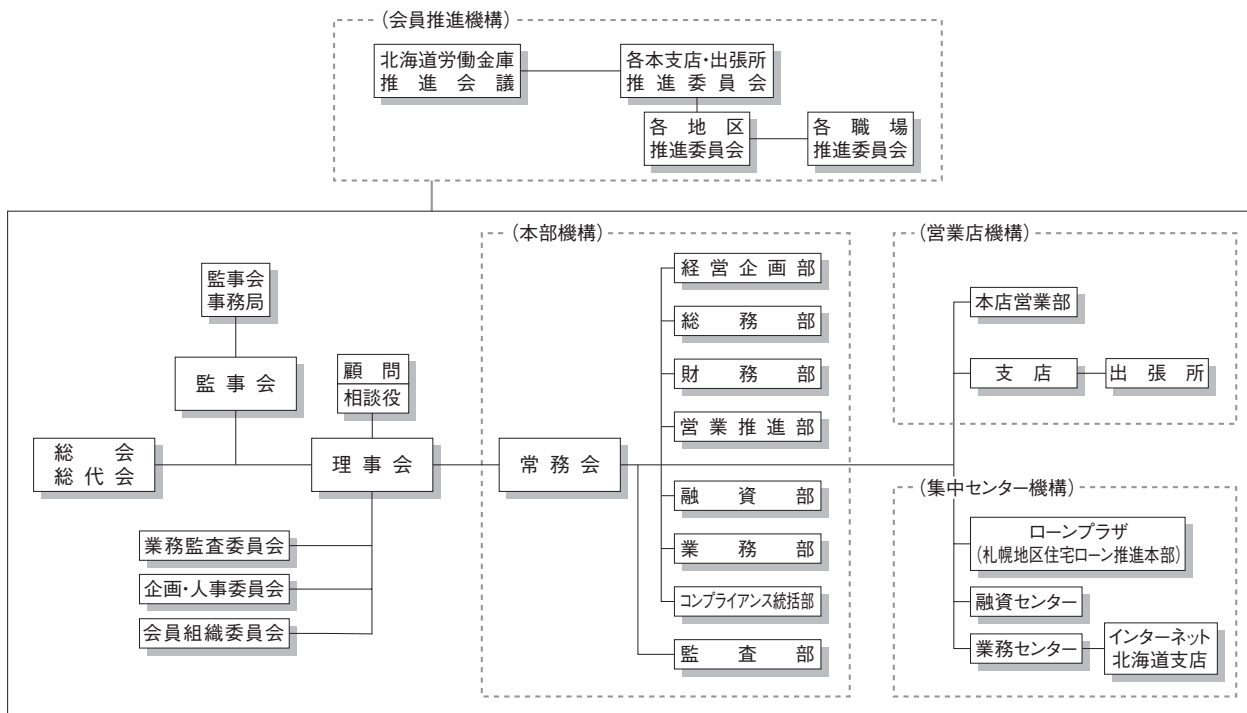 (会員推進機構)
北海道労働金庫
推進会議
各本支店・出張所
推進委員会
各地区
推進委員会
各職場
推進委員会
監事会
事務局
監事会
顧問
相談役
総会
総代会
理事会
業務監査委員会
企画・人事委員会
会員組織委員会
(本部機構)
常務会
経営企画部
総務部
財務部
営業推進部
融資部
業務部
コンプライアンス統括部
監査部
(営業店機構)
本店営業部
支店
出張所
(集中センター機構)
ローンプラザ
(札幌地区住宅ローン推進本部)
融資センター
業務センター
インターネット
北海道支店